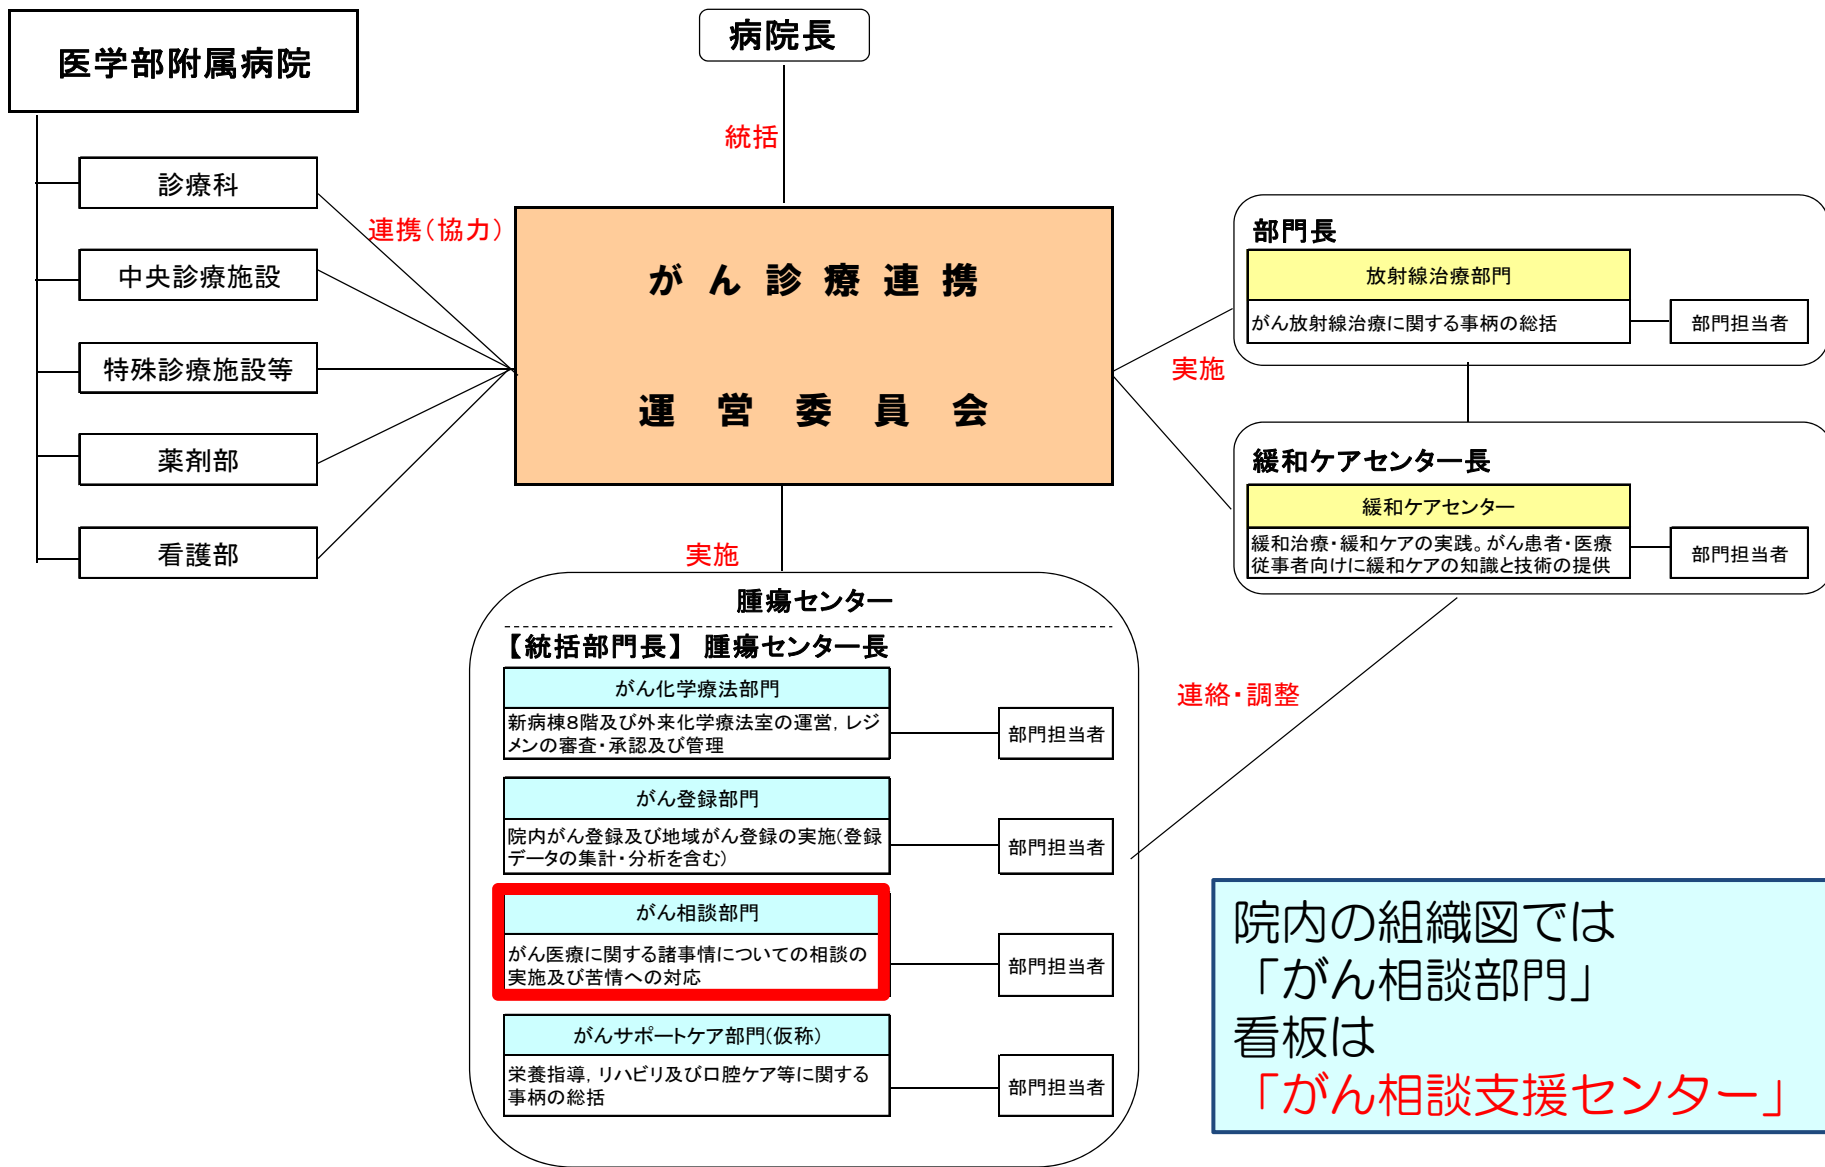 医学部附属病院
病院長
統括
診療科
中央診療施設
特殊診療施設等
薬剤部
看護部
連携(協力)
がん診療連携
運営委員会
実施
部門長
放射線治療部門
がん放射線治療に関する事柄の総括
部門担当者
緩和ケアセンター長
緩和ケアセンター
緩和治療・緩和ケアの実践。がん患者・医療
従事者向けに緩和ケアの知識と技術の提供
部門担当者
実施
腫瘍センター
【統括部門長】 腫瘍センター長
がん化学療法部門
新病棟8階及び外来化学療法室の運営，レジ
メンの審査・承認及び管理
部門担当者
がん登録部門
院内がん登録及び地域がん登録の実施(登録
データの集計・分析を含む)
部門担当者
がん相談部門
がん医療に関する諸事情についての相談の
実施及び苦情への対応
部門担当者
がんサポートケア部門(仮称)
栄養指導，リハビリ及び口腔ケア等に関する
事柄の総括
部門担当者
連絡・調整
院内の組織図では
「がん相談部門」
看板は
「がん相談支援センター」